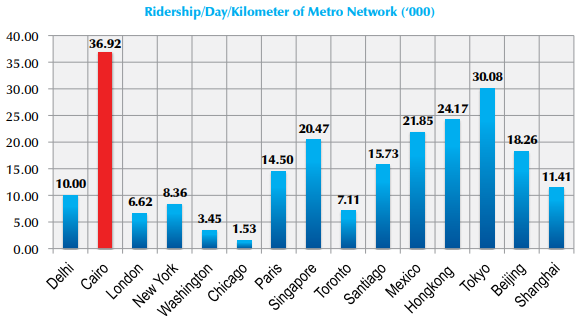 Ridership/Day/Kilometer of Metro Network (‘000)
40.00
35.00
30.00
25.00
20.00
15.00
10.00
5.00
0.00
10.00
36.92
6.62
8.36
3.45
1.53
14.50
20.47
7.11
15.73
21.85
24.17
30.08
18.26
11.41
Delhi
Cairo
London
New York
Washington
Chicago
Paris
Singapore
Toronto
Santiago
Mexico
Hongkong
Tokyo
Beijing
Shanghai